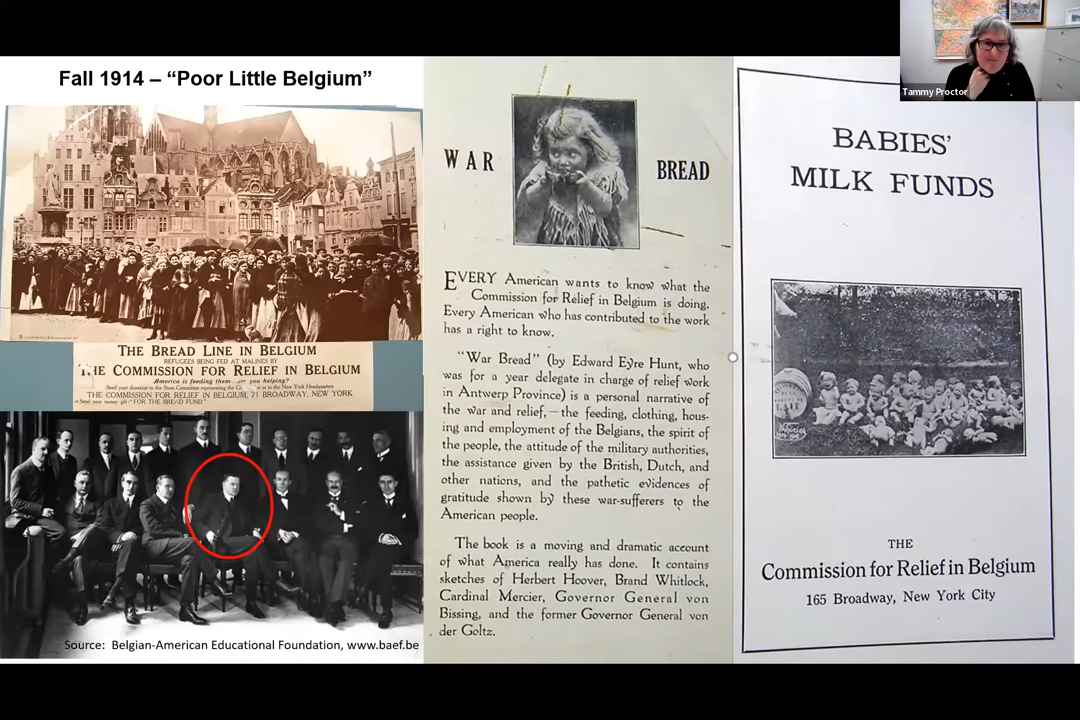 Tammy Proctor
Fall 1914 – “Poor Little Belgium”
THE BREAD LINE IN BELGIUM
REFUGEES BEING FED AT MALINES BY
THE COMMISSION FOR RELIEF IN BELGIUM
America is feeding them you helping?
Send your donation to the State Committee representing the or to the New York Headquarters
THE COMMISSION FOR RELIEF IN BELGIUM, 71 BROADWAY, NEW YORK
Send your money gift "FOR THE BREAD FUND"
Source: Belgian-American Educational Foundation, www.baef.be
WAR BREAD
EVERY American wants to know what the
Commission for Relief in Belgium is doing.
Every American who has contributed to the work
has a right to know.
"War Bread" (by Edward Eyre Hunt, who
was for a year delegate in charge of relief work
in Antwerp Province) is a personal narrative of
the war and relief,—the feeding, clothing, hous-
ing and employment of the Belgians, the spirit of
the people, the attitude of the military authorities,
the assistance given by the British, Dutch, and
other nations, and the pathetic evidences of
gratitude shown by these war-sufferers to the
American people.
The book is a moving and dramatic account
of what America really has done. It contains
sketches of Herbert Hoover, Brand Whitlock,
Cardinal Mercier, Governor General von
Bissing, and the former Governor General von
der Goltz.
BABIES'
MILK FUNDS
THE
Commission for Relief in Belgium
165 Broadway, New York City